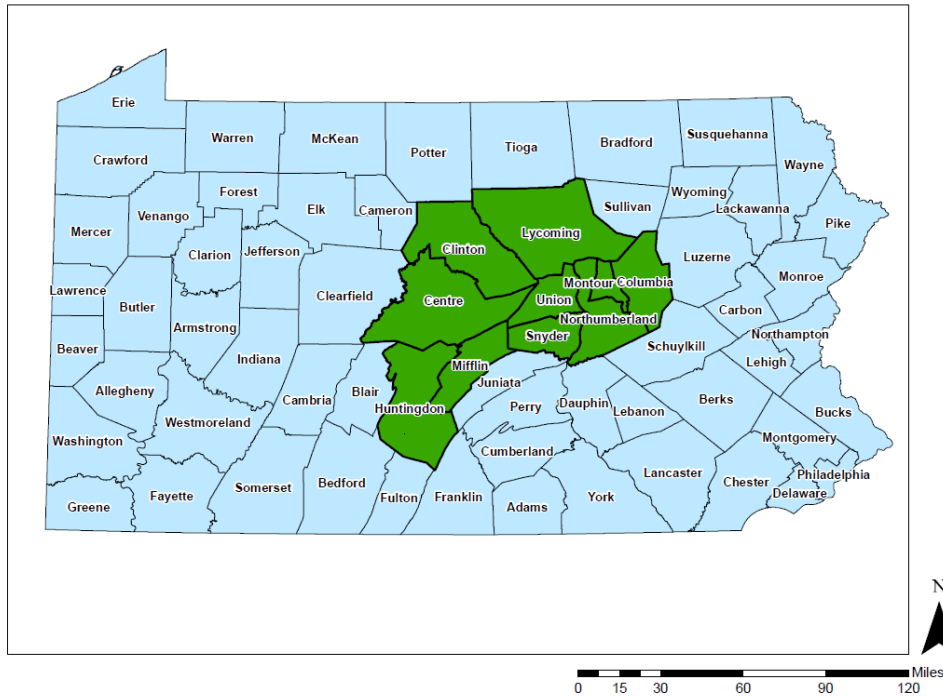 Erie
Warren
McKean
Potter
Tioga
Bradford
Susquehanna
Crawford
Wayne
Forest
Wyoming
Elk
Cameron
Sullivan
Lackawanna
Venango
Mercer
Lycoming
Pike
Clinton
Clarion
Jefferson
Luzerne
Monroe
Montour
Columbia
Lawrence
Clearfield
Centre
Union
Butler
Carbon
Armstrong
Northumberland
Northampton
Snyder
Beaver
Schuylkill
Indiana
Lehigh
Mifflin
Juniata
Allegheny
Blair
Cambria
Huntingdon
Perry
Dauphin
Lebanon
Berks
Bucks
Westmoreland
Washington
Montgomery
Cumberland
Lancaster
Philadelphia
Chester
Bedford
Somerset
Delaware
Fayette
Fulton
Franklin
York
Greene
Adams
N
Miles
0 15 30 60 90 120